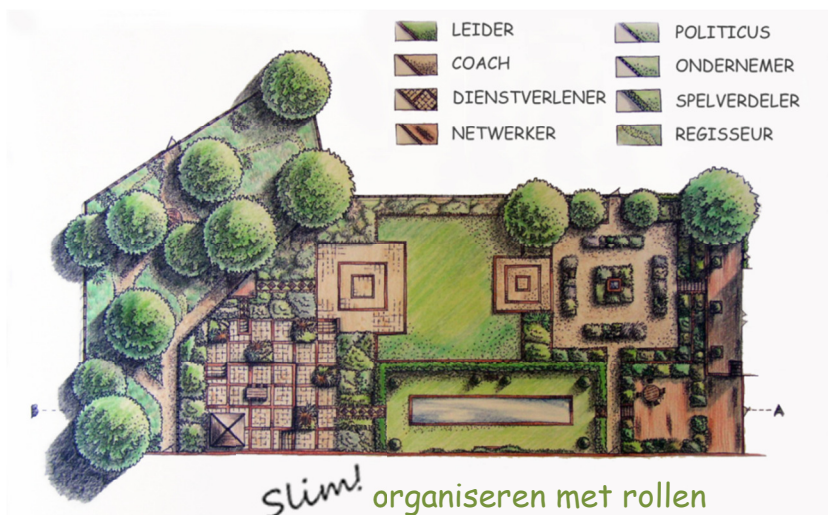 LEIDER
COACH
DIENSTVERLENER
NETWERKER
POLITICUS
ONDERNEMER
SPELVERDELER
REGISSEUR
B
A
Slim! organiseren met rollen